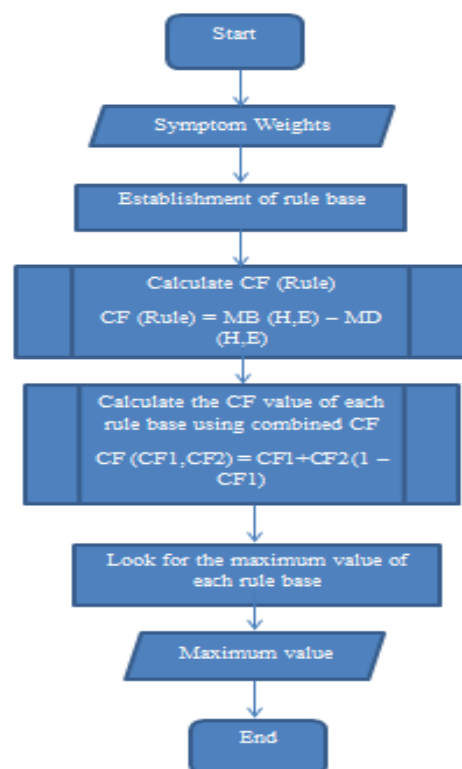 Start
Symptom Weights
Establishment of rule base
Calculate CF (Rule)
CF (Rule) = MB (H,E) – MD
(H,E)
Calculate the CF value of each
rule base using combined CF
CF (CF1,CF2) = CF1+CF2(1 –
CF1)
Look for the maximum value of
each rule base
Maximum value
End